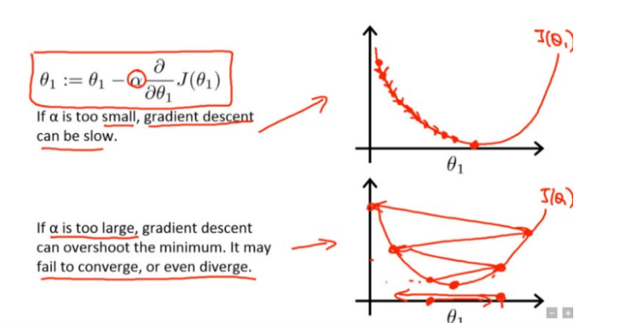 J(θ₁)
θ₁ := θ₁ − α ∂/∂θ₁ J(θ₁)
If α is too small, gradient descent
can be slow.
θ₁
J(θ₁)
If α is too large, gradient descent
can overshoot the minimum. It may
fail to converge, or even diverge.
θ₁